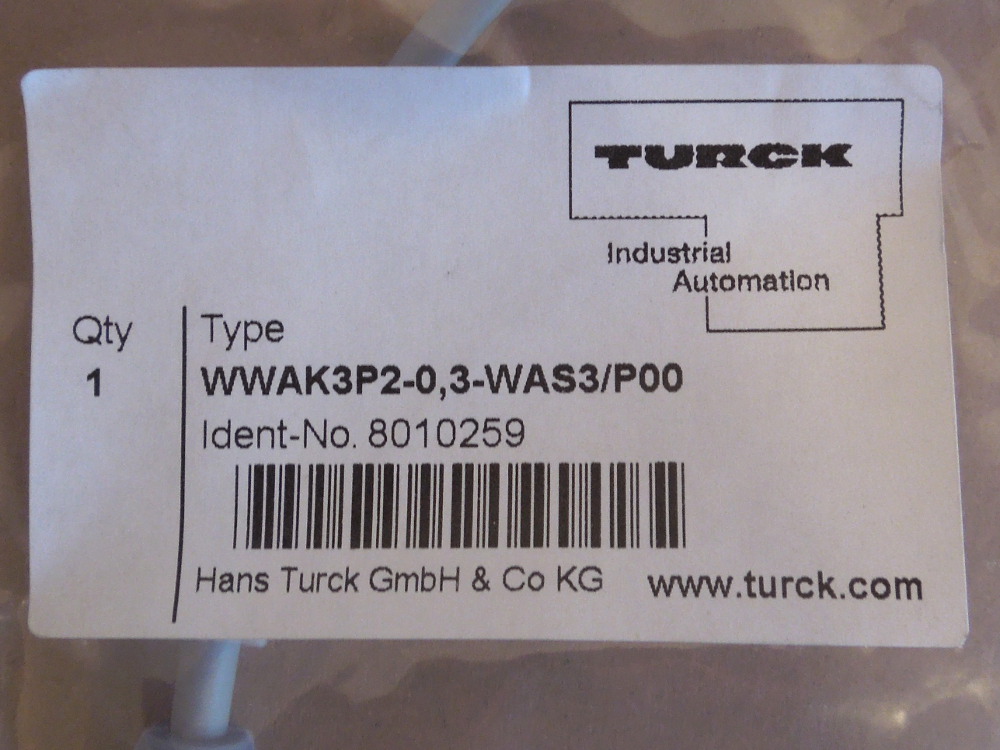 TURCK
Industrial
Automation
Qty Type
1 WWAK3P2-0,3-WAS3/P00
Ident-No. 8010259
Hans Turck GmbH & Co KG www.turck.com